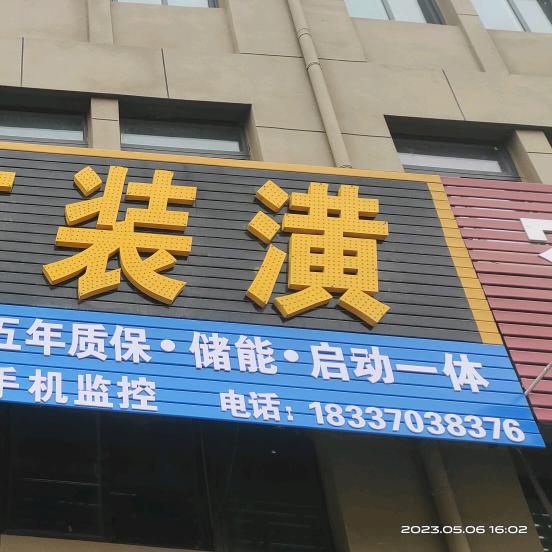 装潢
五年质保·储能·启动一体
手机监控 电话：18337038376
2023.05.06 16:02